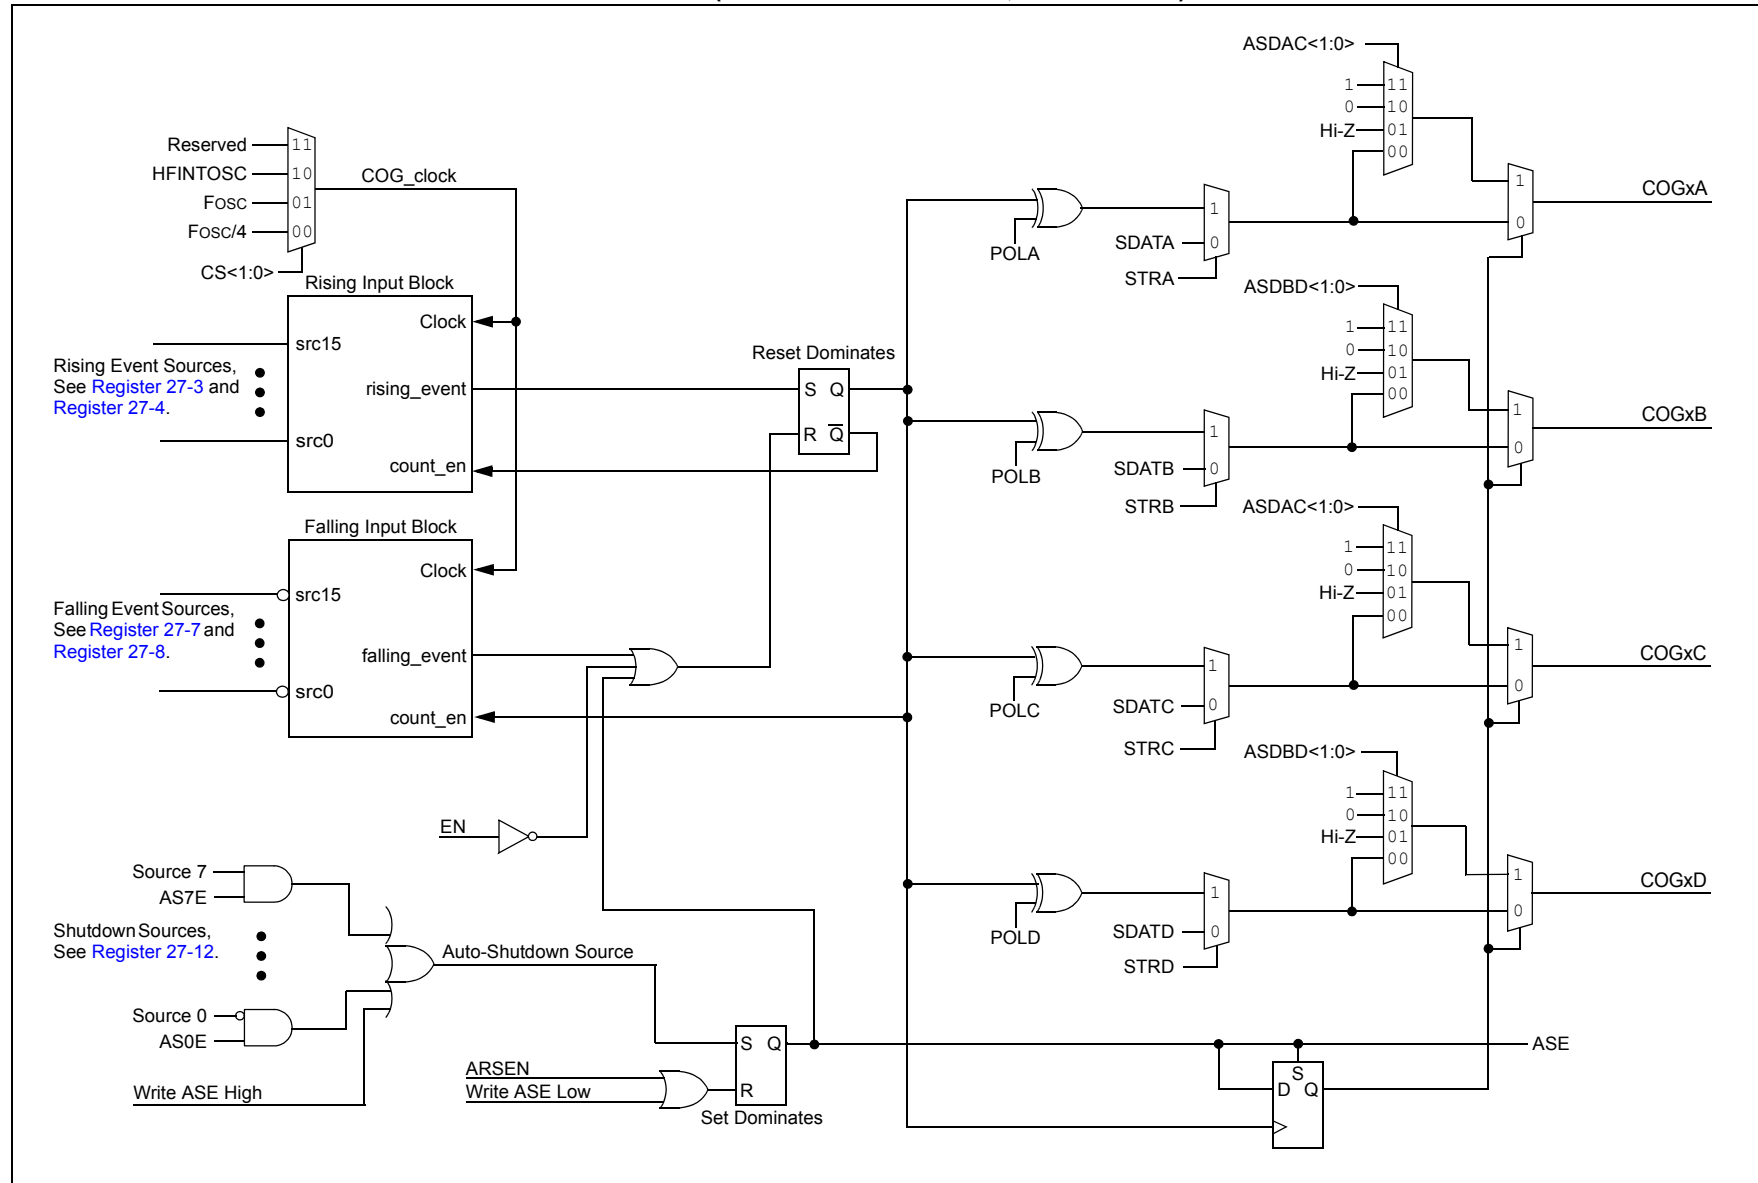 ASDAC<1:0>
1 11
0 10
Hi-Z 01
00
1
0
COGxA
Reserved 11
HFINTOSC 10
FOSC 01
FOSC/4 00
CS<1:0>
COG_clock
Rising Input Block
Clock
src15
Rising Event Sources,
See Register 27-3 and
Register 27-4.
rising_event
src0
count_en
Reset Dominates
S Q
R Q
POLA
1
SDATA 0
STRA
ASDBD<1:0>
1 11
0 10
Hi-Z 01
00
1
0
COGxB
POLB
1
SDATB 0
STRB
Falling Input Block
Clock
src15
Falling Event Sources,
See Register 27-7 and
Register 27-8.
falling_event
src0
count_en
ASDAC<1:0>
1 11
0 10
Hi-Z 01
00
1
0
COGxC
POLC
1
SDATC 0
STRC
ASDBD<1:0>
1 11
0 10
Hi-Z 01
00
1
0
COGxD
POLD
1
SDATD 0
STRD
EN
Source 7
AS7E
Shutdown Sources,
See Register 27-12.
Auto-Shutdown Source
Source 0
AS0E
Write ASE High
ARSEN
Write ASE Low
S Q
R
Set Dominates
ASE
S
D Q